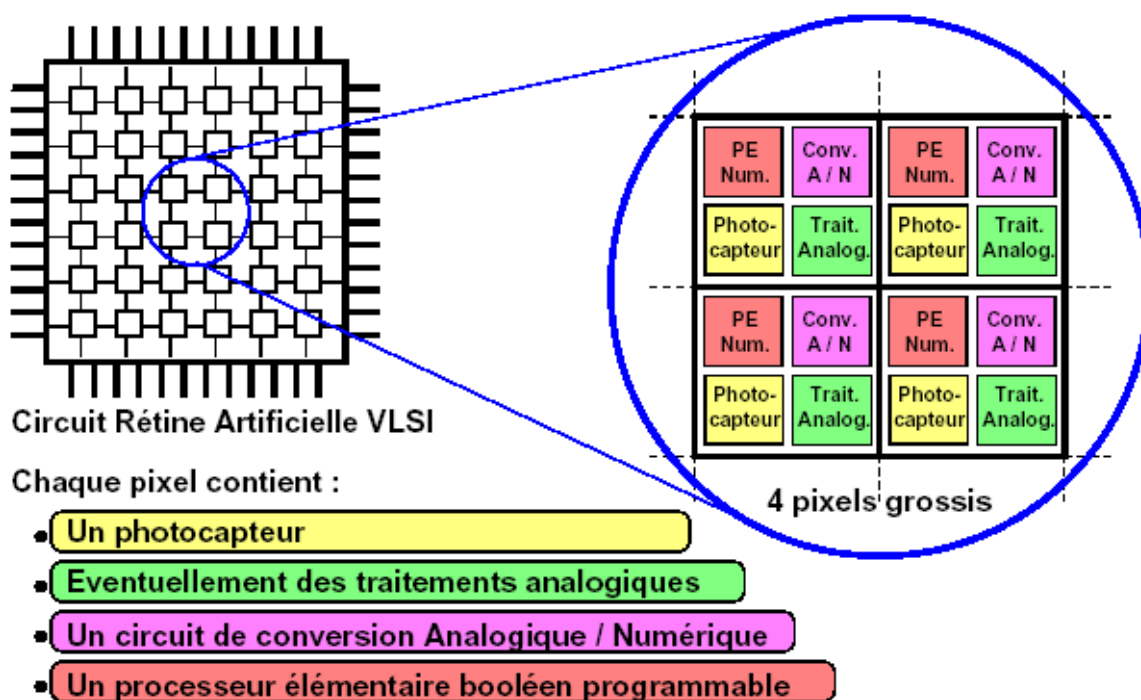 PE Conv. PE Conv.
Num. A / N Num. A / N
Photo- Trait. Photo- Trait.
capteur Analog. capteur Analog.
PE Conv. PE Conv.
Num. A / N Num. A / N
Photo- Trait. Photo- Trait.
capteur Analog. capteur Analog.
4 pixels grossis
Circuit Rétine Artificielle VLSI
Chaque pixel contient :
• Un photocapteur
• Eventuellement des traitements analogiques
• Un circuit de conversion Analogique / Numérique
• Un processeur élémentaire booléen programmable